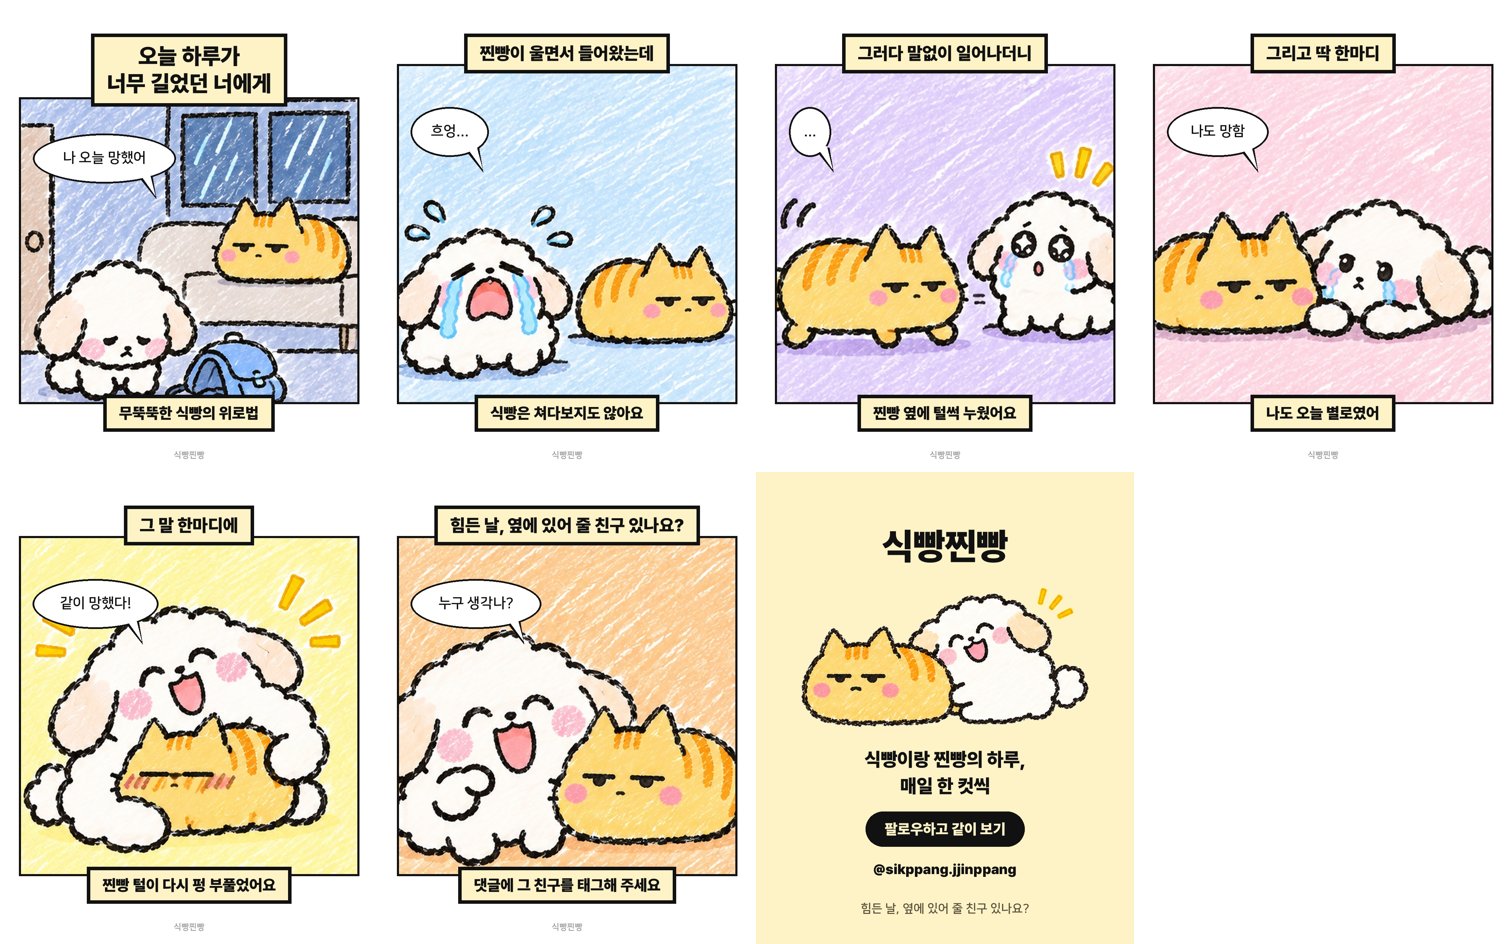 오늘 하루가
너무 길었던 너에게
나 오늘 망했어
무뚝뚝한 식빵의 위로법
식빵찐빵
찐빵이 울면서 들어왔는데
흐엉...
식빵은 쳐다보지도 않아요
식빵찐빵
그러다 말없이 일어나더니
...
찐빵 옆에 털썩 누웠어요
식빵찐빵
그리고 딱 한마디
나도 망함
나도 오늘 별로였어
식빵찐빵
그 말 한마디에
같이 망했다!
찐빵 털이 다시 펑 부풀었어요
식빵찐빵
힘든 날, 옆에 있어 줄 친구 있나요?
누구 생각나?
댓글에 그 친구를 태그해 주세요
식빵찐빵
식빵찐빵
식빵이랑 찐빵의 하루,
매일 한 컷씩
팔로우하고 같이 보기
@sikppang.jjinppang
힘든 날, 옆에 있어 줄 친구 있나요?